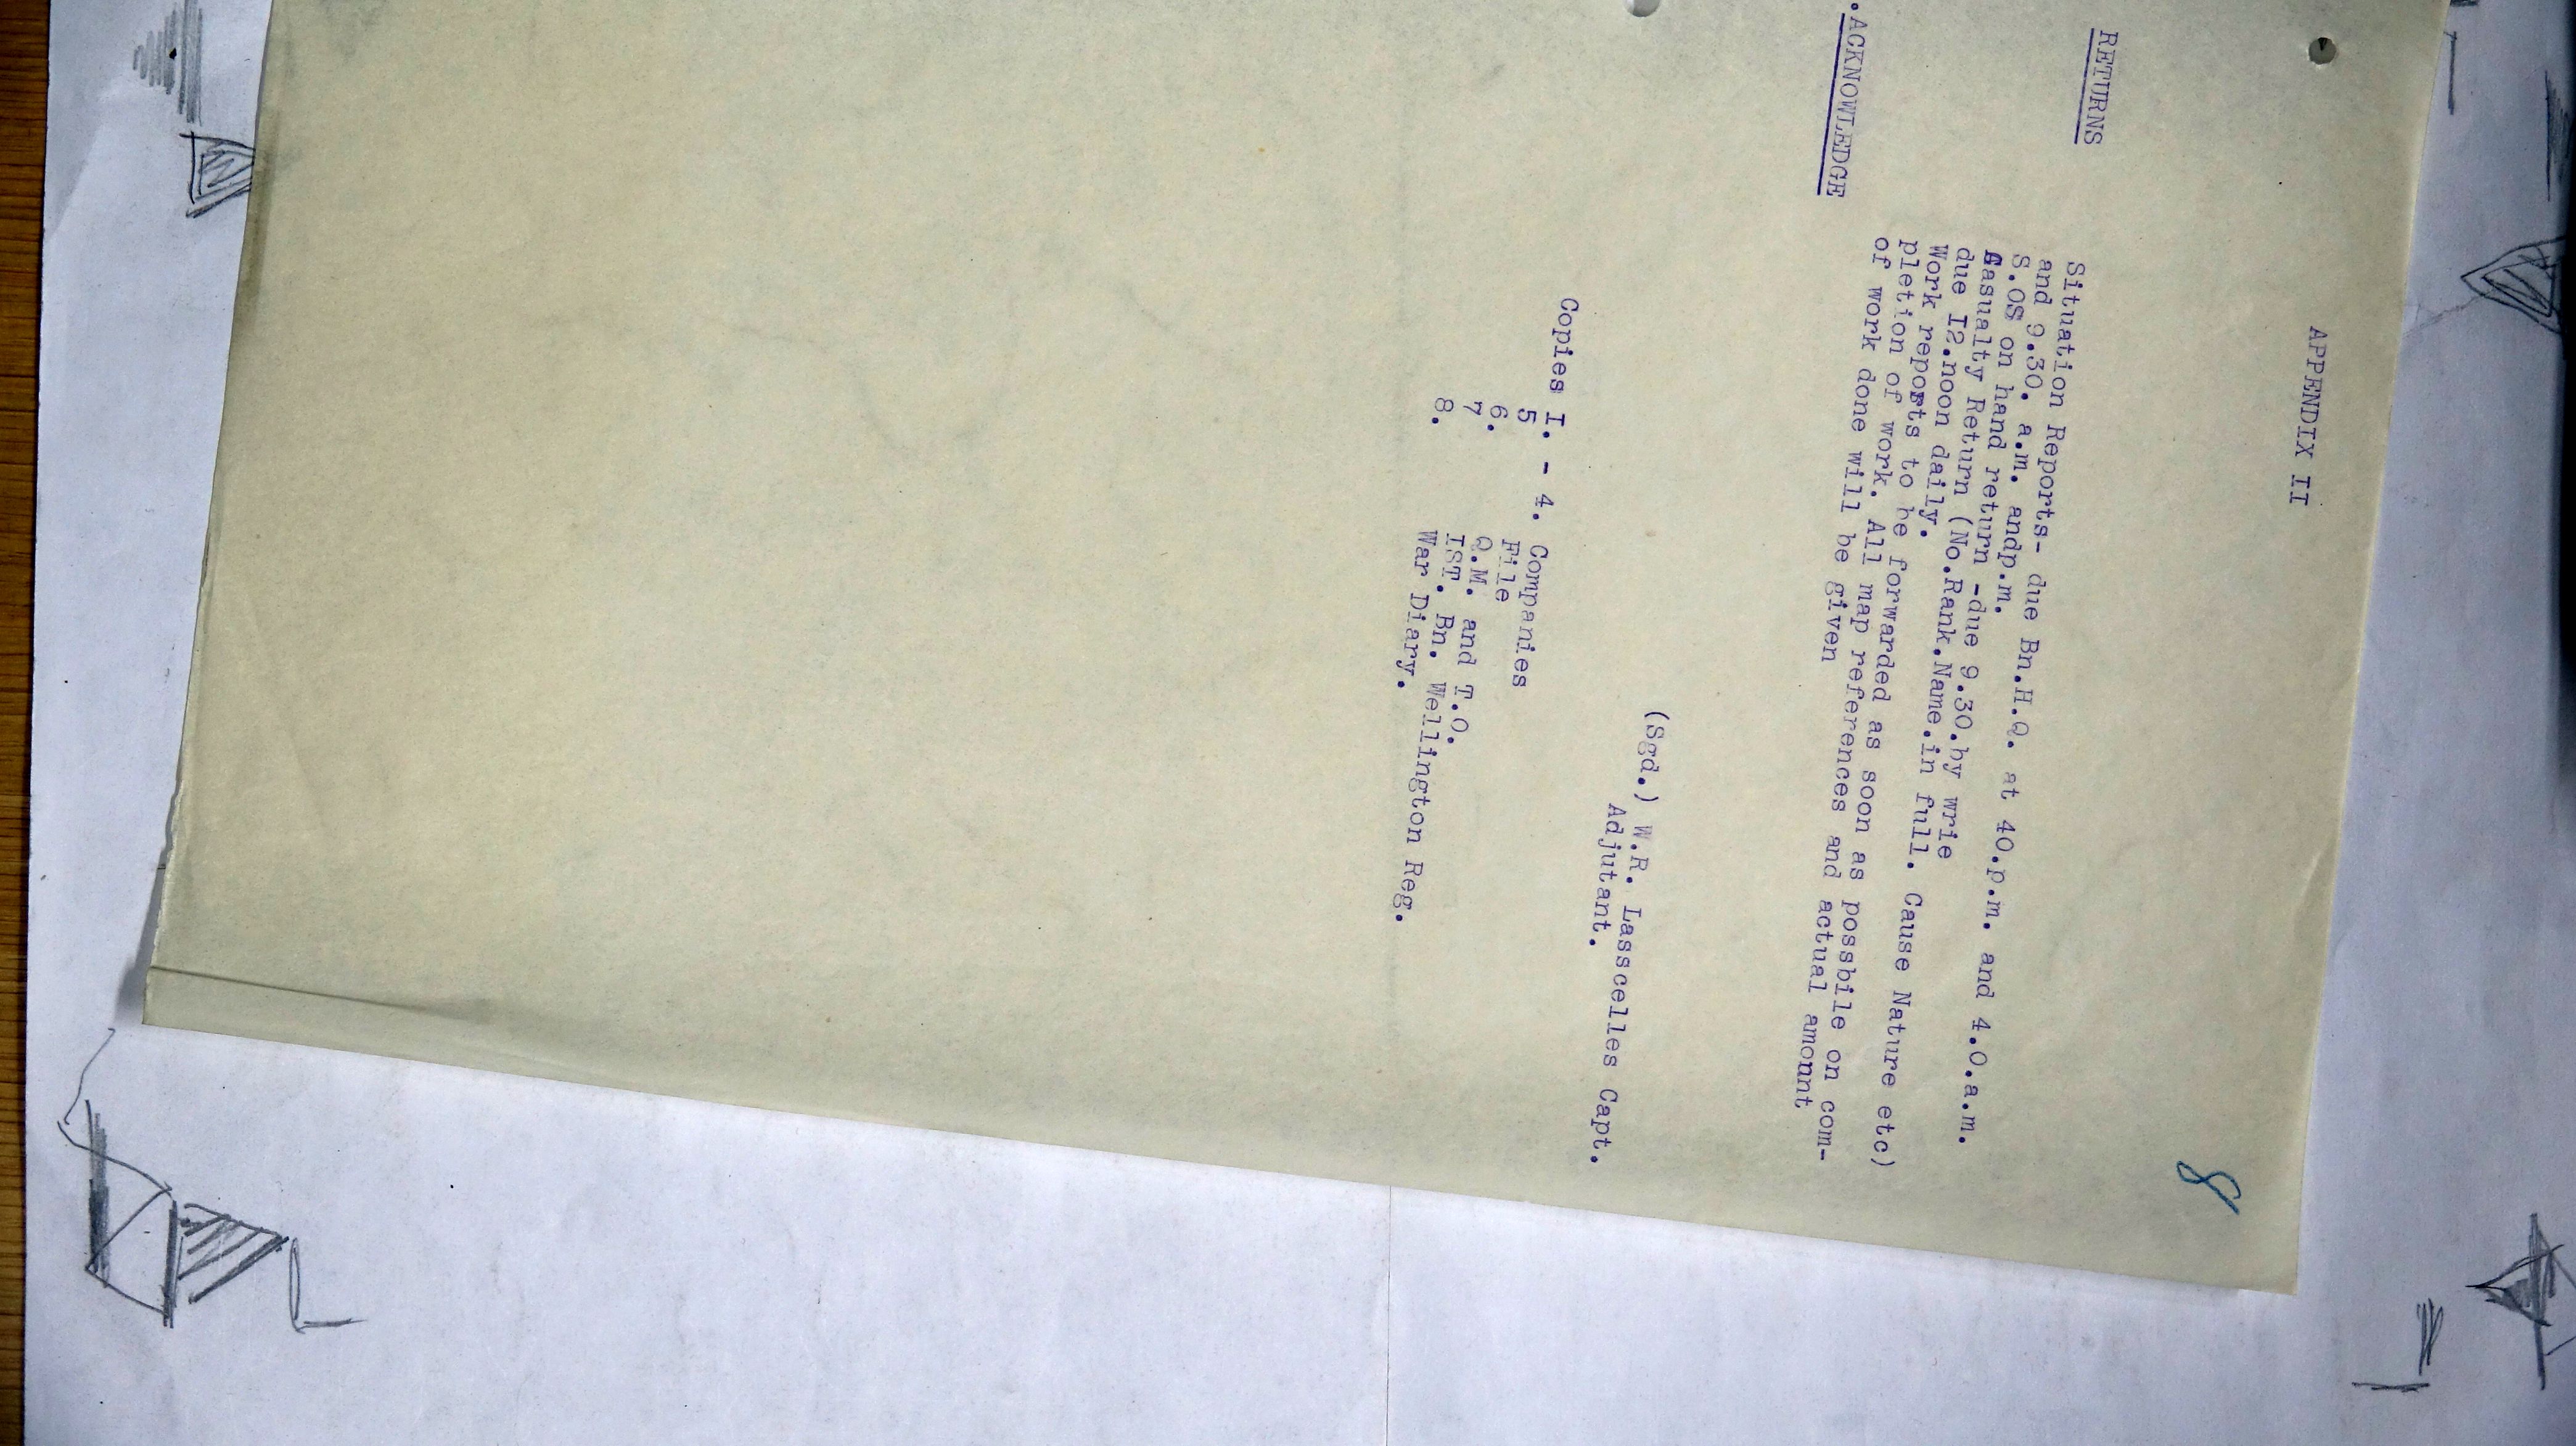 8
APPENDIX II
RETURNS
Situation Reports- due Bn.H.Q. at 40.p.m. and 4.0.a.m.
and 9.30. a.m. andp.m.
S.OS on hand return -due 9.30.by wrie
Casualty Return (No.Rank.Name.in full. Cause Nature etc)
due I2.noon daily.
Work reports to be forwarded as soon as possbile on com-
pletion of work. All map references and actual amonnt
of work done will be given
.ACKNOWLEDGE
(Sgd.) W.R. Lasscelles Capt.
Adjutant.
Copies I. - 4. Companies
5 File
6. Q.M. and T.O.
7 IST. Bn. Wellington Reg.
8. War Diary.